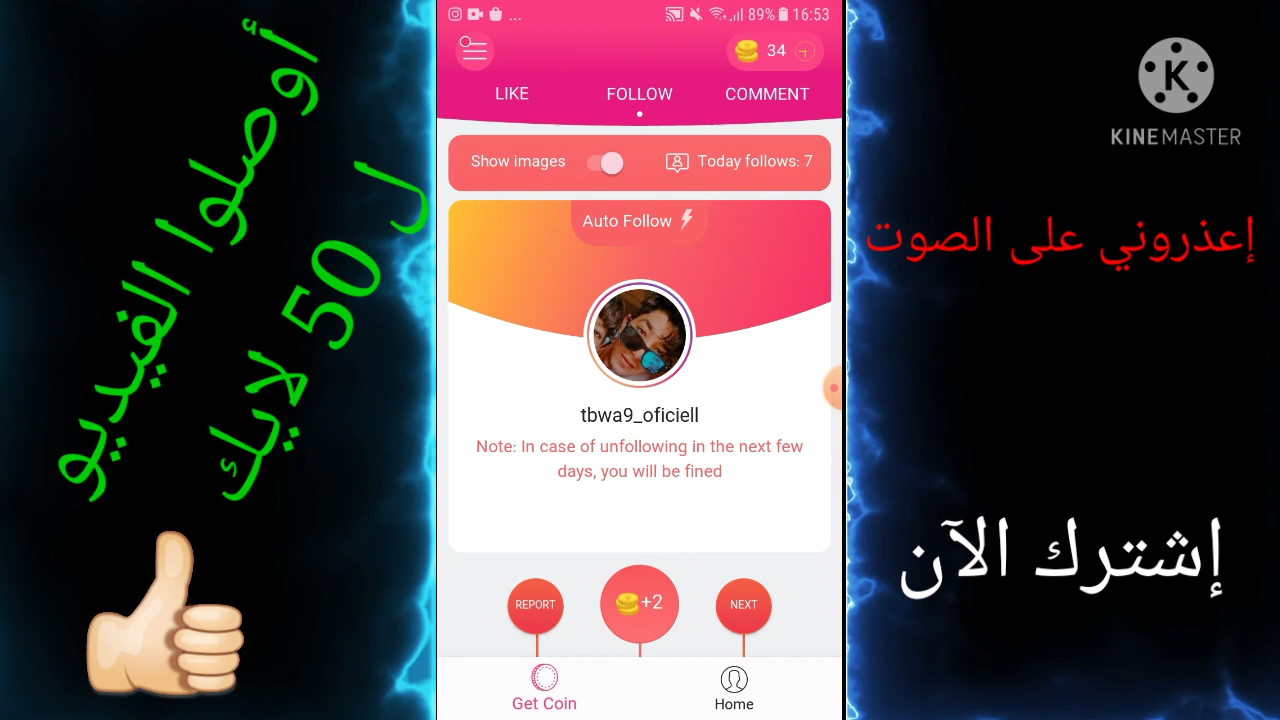 أوصلوا الفيديو
ل 50 لايك
... 89% 16:53
34
LIKE FOLLOW COMMENT
Show images Today follows: 7
Auto Follow
tbwa9_oficiell
Note: In case of unfollowing in the next few
days, you will be fined
REPORT +2 NEXT
Get Coin Home
K
KINEMASTER
إعذروني على الصوت
إشترك الآن